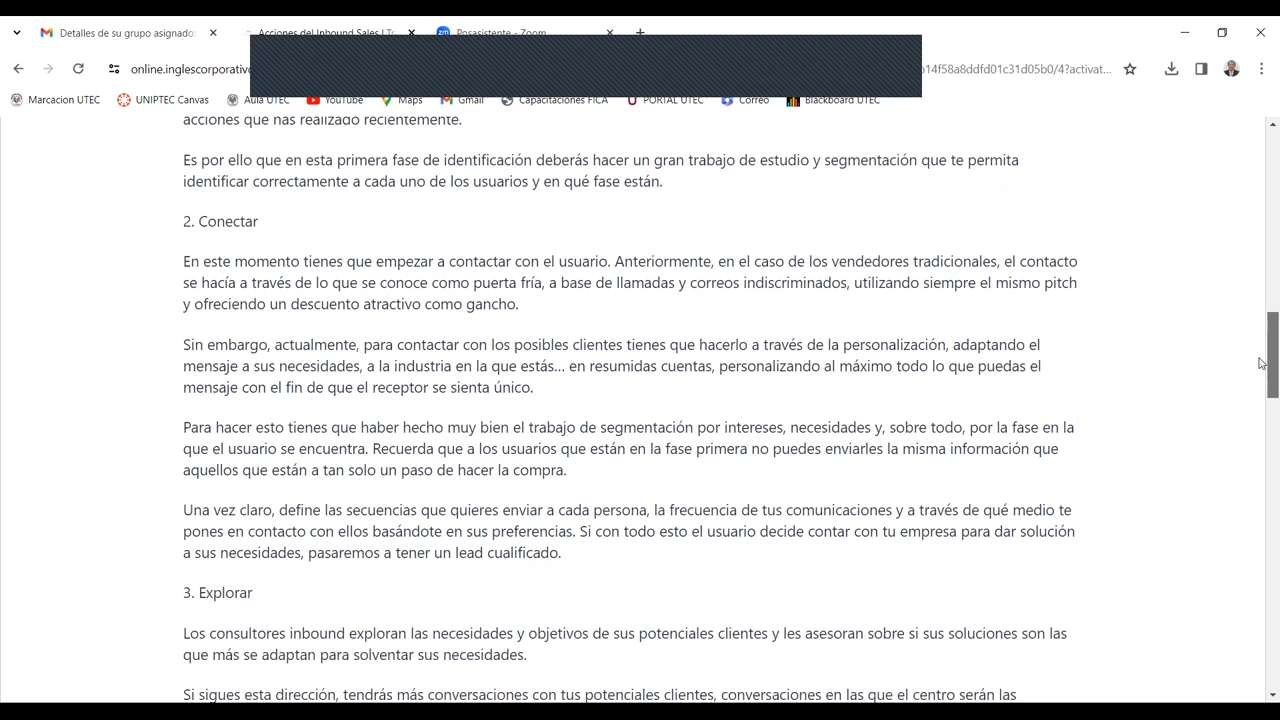 Detalles de su grupo asignado
Acciones del Inbound Sales | Tr
Posasistente - Zoom
online.inglescorporativo
b14f58a8ddfd01c31d05b0/4?activat...
Marcacion UTEC
UNIPTEC Canvas
Aula UTEC
YouTube
Maps
Gmail
Capacitaciones FICA
PORTAL UTEC
Correo
Blackboard UTEC
acciones que has realizado recientemente.
Es por ello que en esta primera fase de identificación deberás hacer un gran trabajo de estudio y segmentación que te permita
identificar correctamente a cada uno de los usuarios y en qué fase están.
2. Conectar
En este momento tienes que empezar a contactar con el usuario. Anteriormente, en el caso de los vendedores tradicionales, el contacto
se hacía a través de lo que se conoce como puerta fría, a base de llamadas y correos indiscriminados, utilizando siempre el mismo pitch
y ofreciendo un descuento atractivo como gancho.
Sin embargo, actualmente, para contactar con los posibles clientes tienes que hacerlo a través de la personalización, adaptando el
mensaje a sus necesidades, a la industria en la que estás... en resumidas cuentas, personalizando al máximo todo lo que puedas el
mensaje con el fin de que el receptor se sienta único.
Para hacer esto tienes que haber hecho muy bien el trabajo de segmentación por intereses, necesidades y, sobre todo, por la fase en la
que el usuario se encuentra. Recuerda que a los usuarios que están en la fase primera no puedes enviarles la misma información que
aquellos que están a tan solo un paso de hacer la compra.
Una vez claro, define las secuencias que quieres enviar a cada persona, la frecuencia de tus comunicaciones y a través de qué medio te
pones en contacto con ellos basándote en sus preferencias. Si con todo esto el usuario decide contar con tu empresa para dar solución
a sus necesidades, pasaremos a tener un lead cualificado.
3. Explorar
Los consultores inbound exploran las necesidades y objetivos de sus potenciales clientes y les asesoran sobre si sus soluciones son las
que más se adaptan para solventar sus necesidades.
Si sigues esta dirección, tendrás más conversaciones con tus potenciales clientes, conversaciones en las que el centro serán las